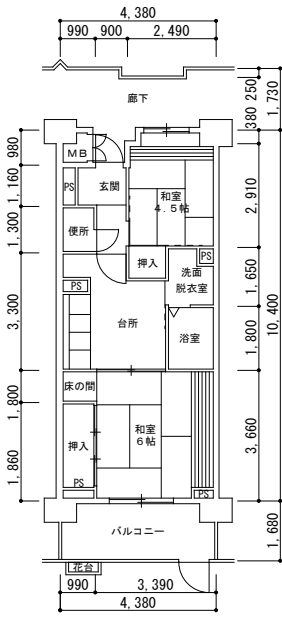 4,380
990 900 2,490
廊下
250
380
1,730
980
1,160
1,300
3,300
1,800
1,860
MB
PS
玄関
和室
4.5帖
便所
押入
PS
洗面
脱衣室
PS
台所
浴室
床の間
和室
6帖
押入
PS
PS
バルコニー
花台
2,910
1,650
1,800
3,660
10,400
1,680
990 3,390
4,380